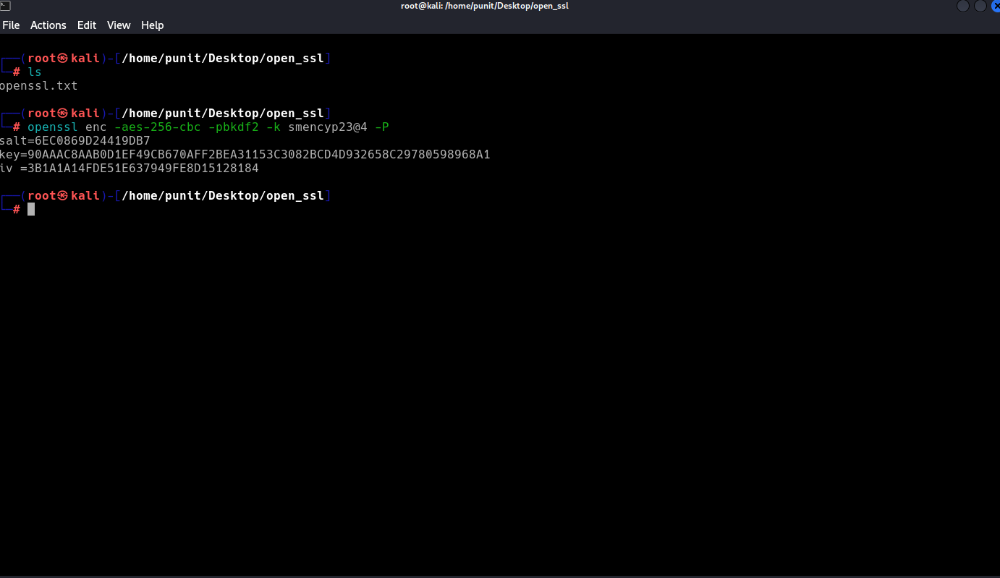 root@kali: /home/punit/Desktop/open_ssl
File Actions Edit View Help
┌──(root㉿kali)-[/home/punit/Desktop/open_ssl]
└─# ls
openssl.txt
┌──(root㉿kali)-[/home/punit/Desktop/open_ssl]
└─# openssl enc -aes-256-cbc -pbkdf2 -k smencyp23@4 -P
salt=6EC0869D24419DB7
key=90AAAC8AAB0D1EF49CB670AFF2BEA31153C3082BCD4D932658C29780598968A1
iv =3B1A1A14FDE51E637949FE8D15128184
┌──(root㉿kali)-[/home/punit/Desktop/open_ssl]
└─#